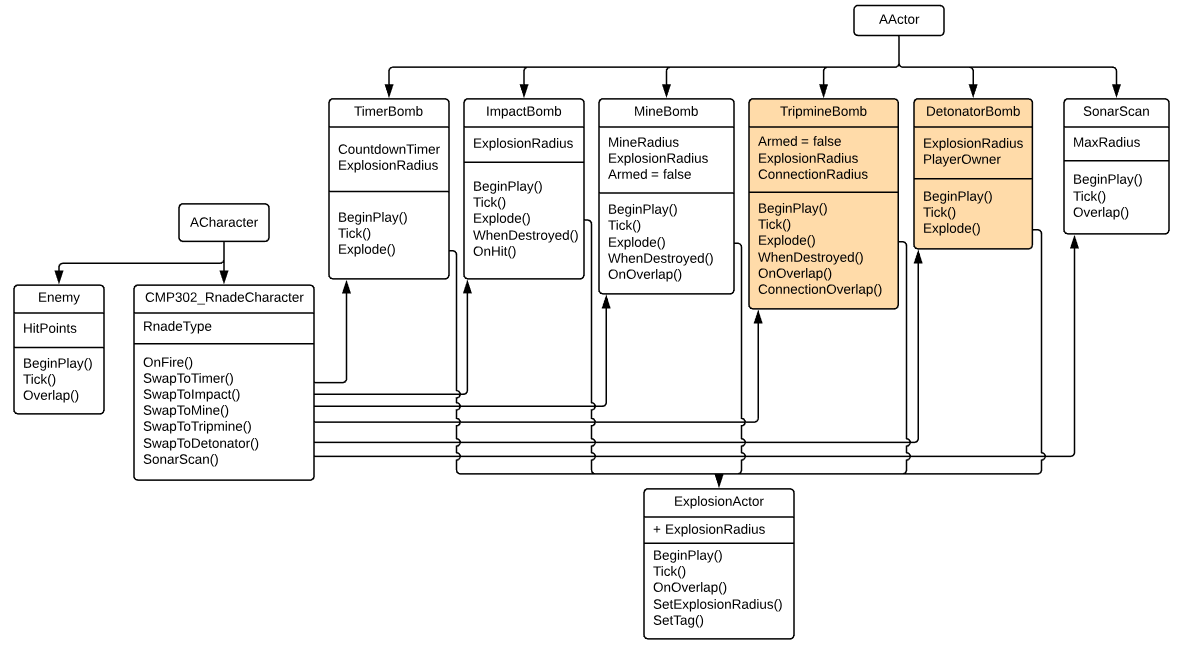 AActor
TimerBomb
CountdownTimer
ExplosionRadius
BeginPlay()
Tick()
Explode()
ImpactBomb
ExplosionRadius
BeginPlay()
Tick()
Explode()
WhenDestroyed()
OnHit()
MineBomb
MineRadius
ExplosionRadius
Armed = false
BeginPlay()
Tick()
Explode()
WhenDestroyed()
OnOverlap()
TripmineBomb
Armed = false
ExplosionRadius
ConnectionRadius
BeginPlay()
Tick()
Explode()
WhenDestroyed()
OnOverlap()
ConnectionOverlap()
DetonatorBomb
ExplosionRadius
PlayerOwner
BeginPlay()
Tick()
Explode()
SonarScan
MaxRadius
BeginPlay()
Tick()
Overlap()
ACharacter
Enemy
HitPoints
BeginPlay()
Tick()
Overlap()
CMP302_RnadeCharacter
RnadeType
OnFire()
SwapToTimer()
SwapToImpact()
SwapToMine()
SwapToTripmine()
SwapToDetonator()
SonarScan()
ExplosionActor
+ ExplosionRadius
BeginPlay()
Tick()
OnOverlap()
SetExplosionRadius()
SetTag()